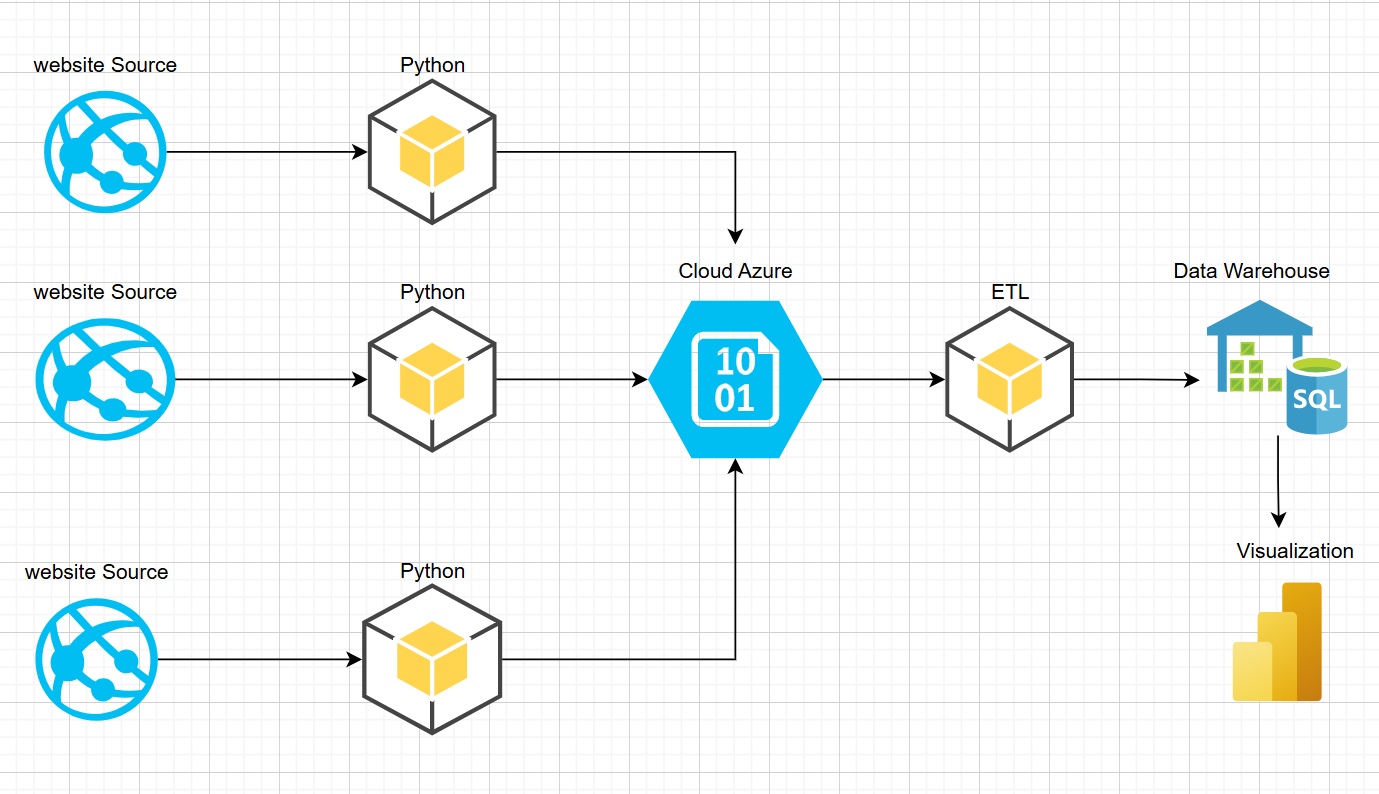 website Source
Python
website Source
Python
Cloud Azure
10
01
ETL
Data Warehouse
SQL
website Source
Python
Visualization